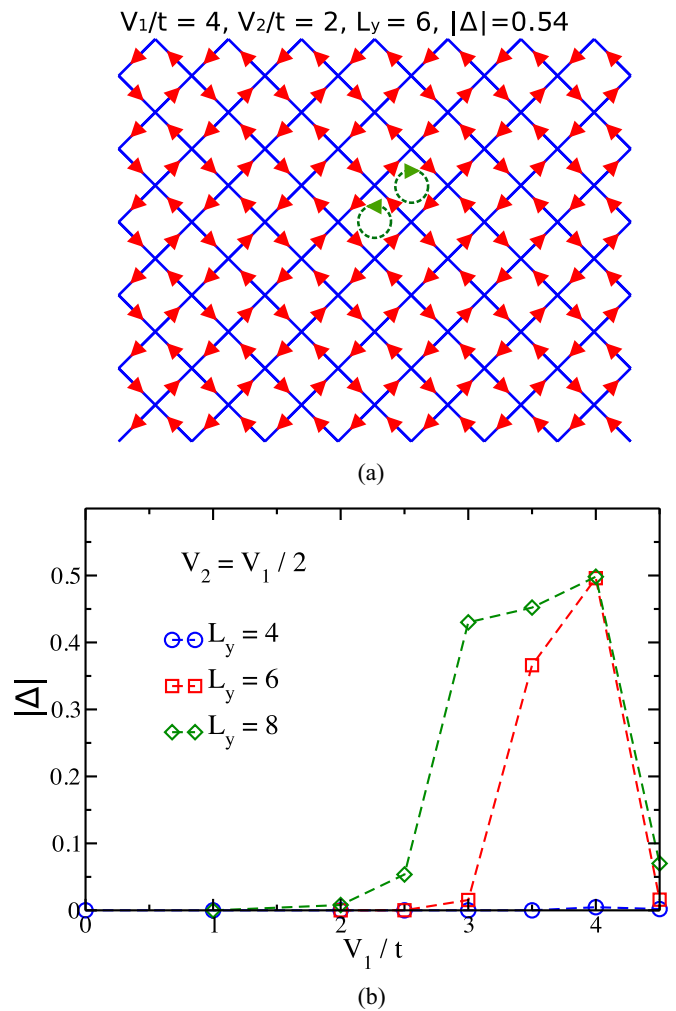 V₁/t = 4, V₂/t = 2, L_y = 6, |Δ|=0.54
(a)
V₂ = V₁ / 2
L_y = 4
L_y = 6
L_y = 8
|Δ|
0.5
0.4
0.3
0.2
0.1
0
0 1 2 3 4
V₁ / t
(b)